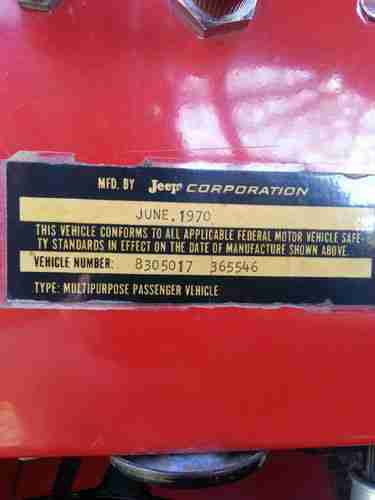 MFD. BY Jeep CORPORATION
JUNE, 1970
THIS VEHICLE CONFORMS TO ALL APPLICABLE FEDERAL MOTOR VEHICLE SAFE-
TY STANDARDS IN EFFECT ON THE DATE OF MANUFACTURE SHOWN ABOVE.
VEHICLE NUMBER: 8305017 365546
TYPE: MULTIPURPOSE PASSENGER VEHICLE